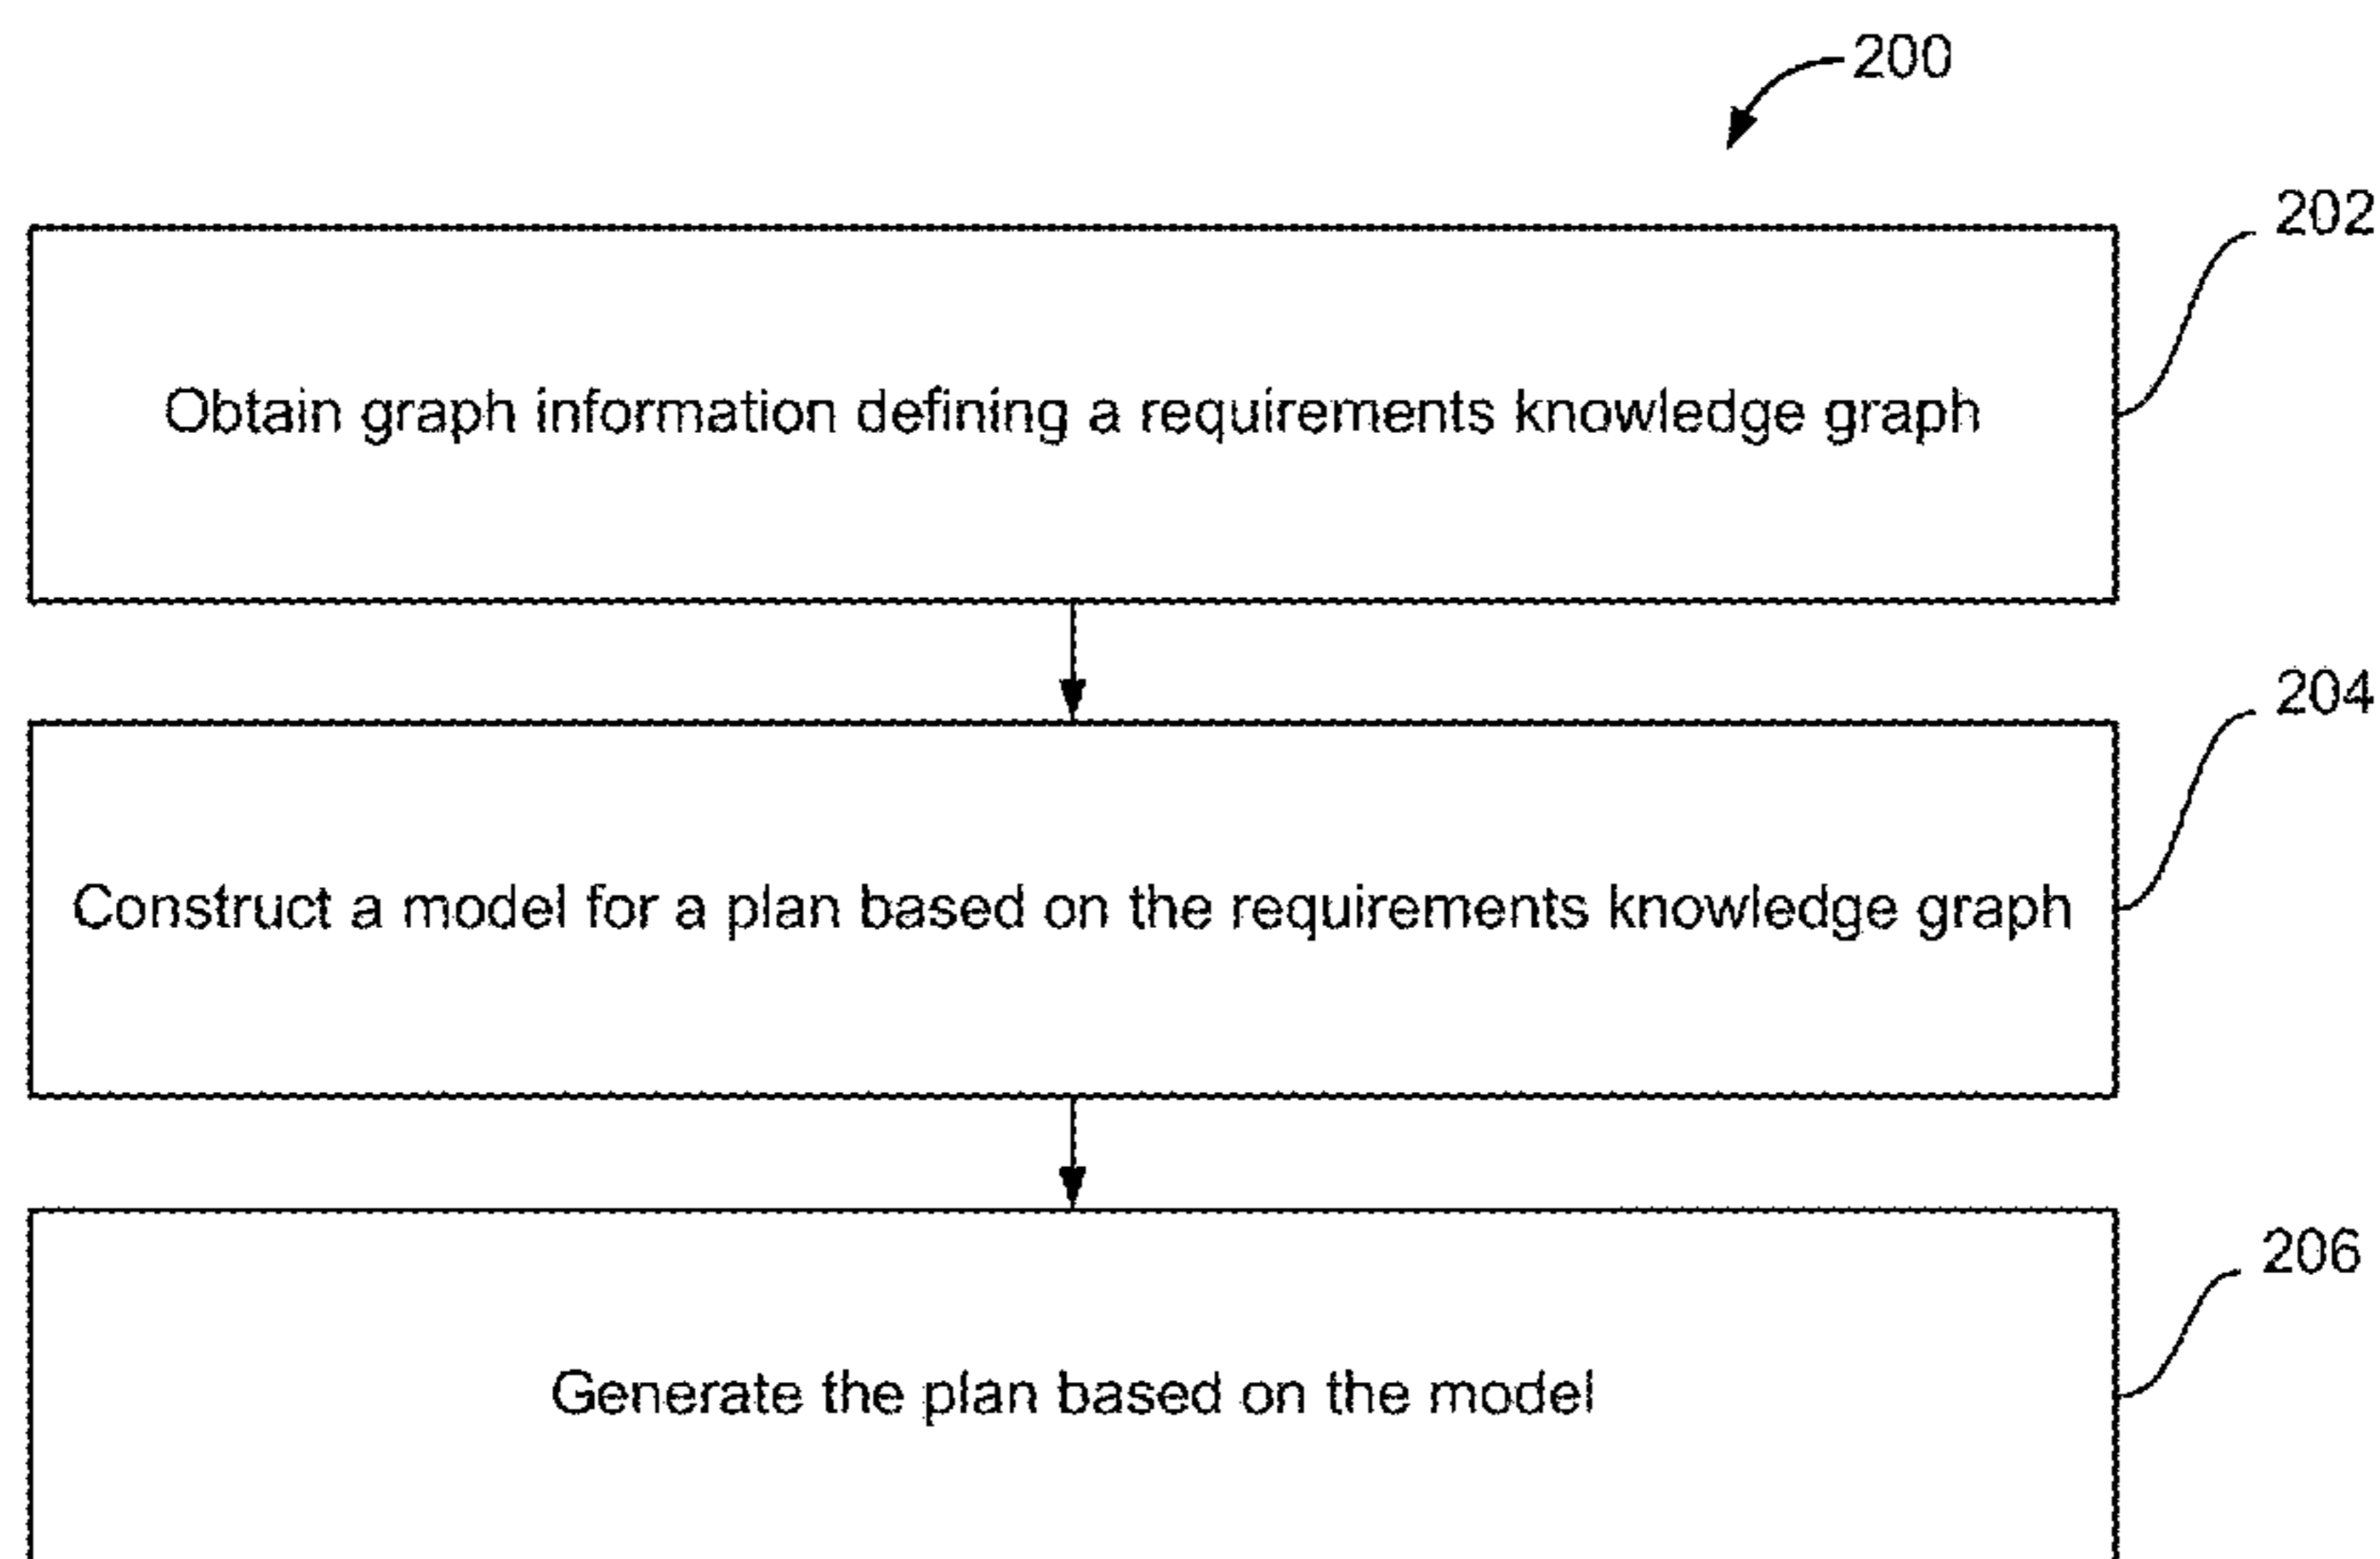 200
202
Obtain graph information defining a requirements knowledge graph
204
Construct a model for a plan based on the requirements knowledge graph
206
Generate the plan based on the model